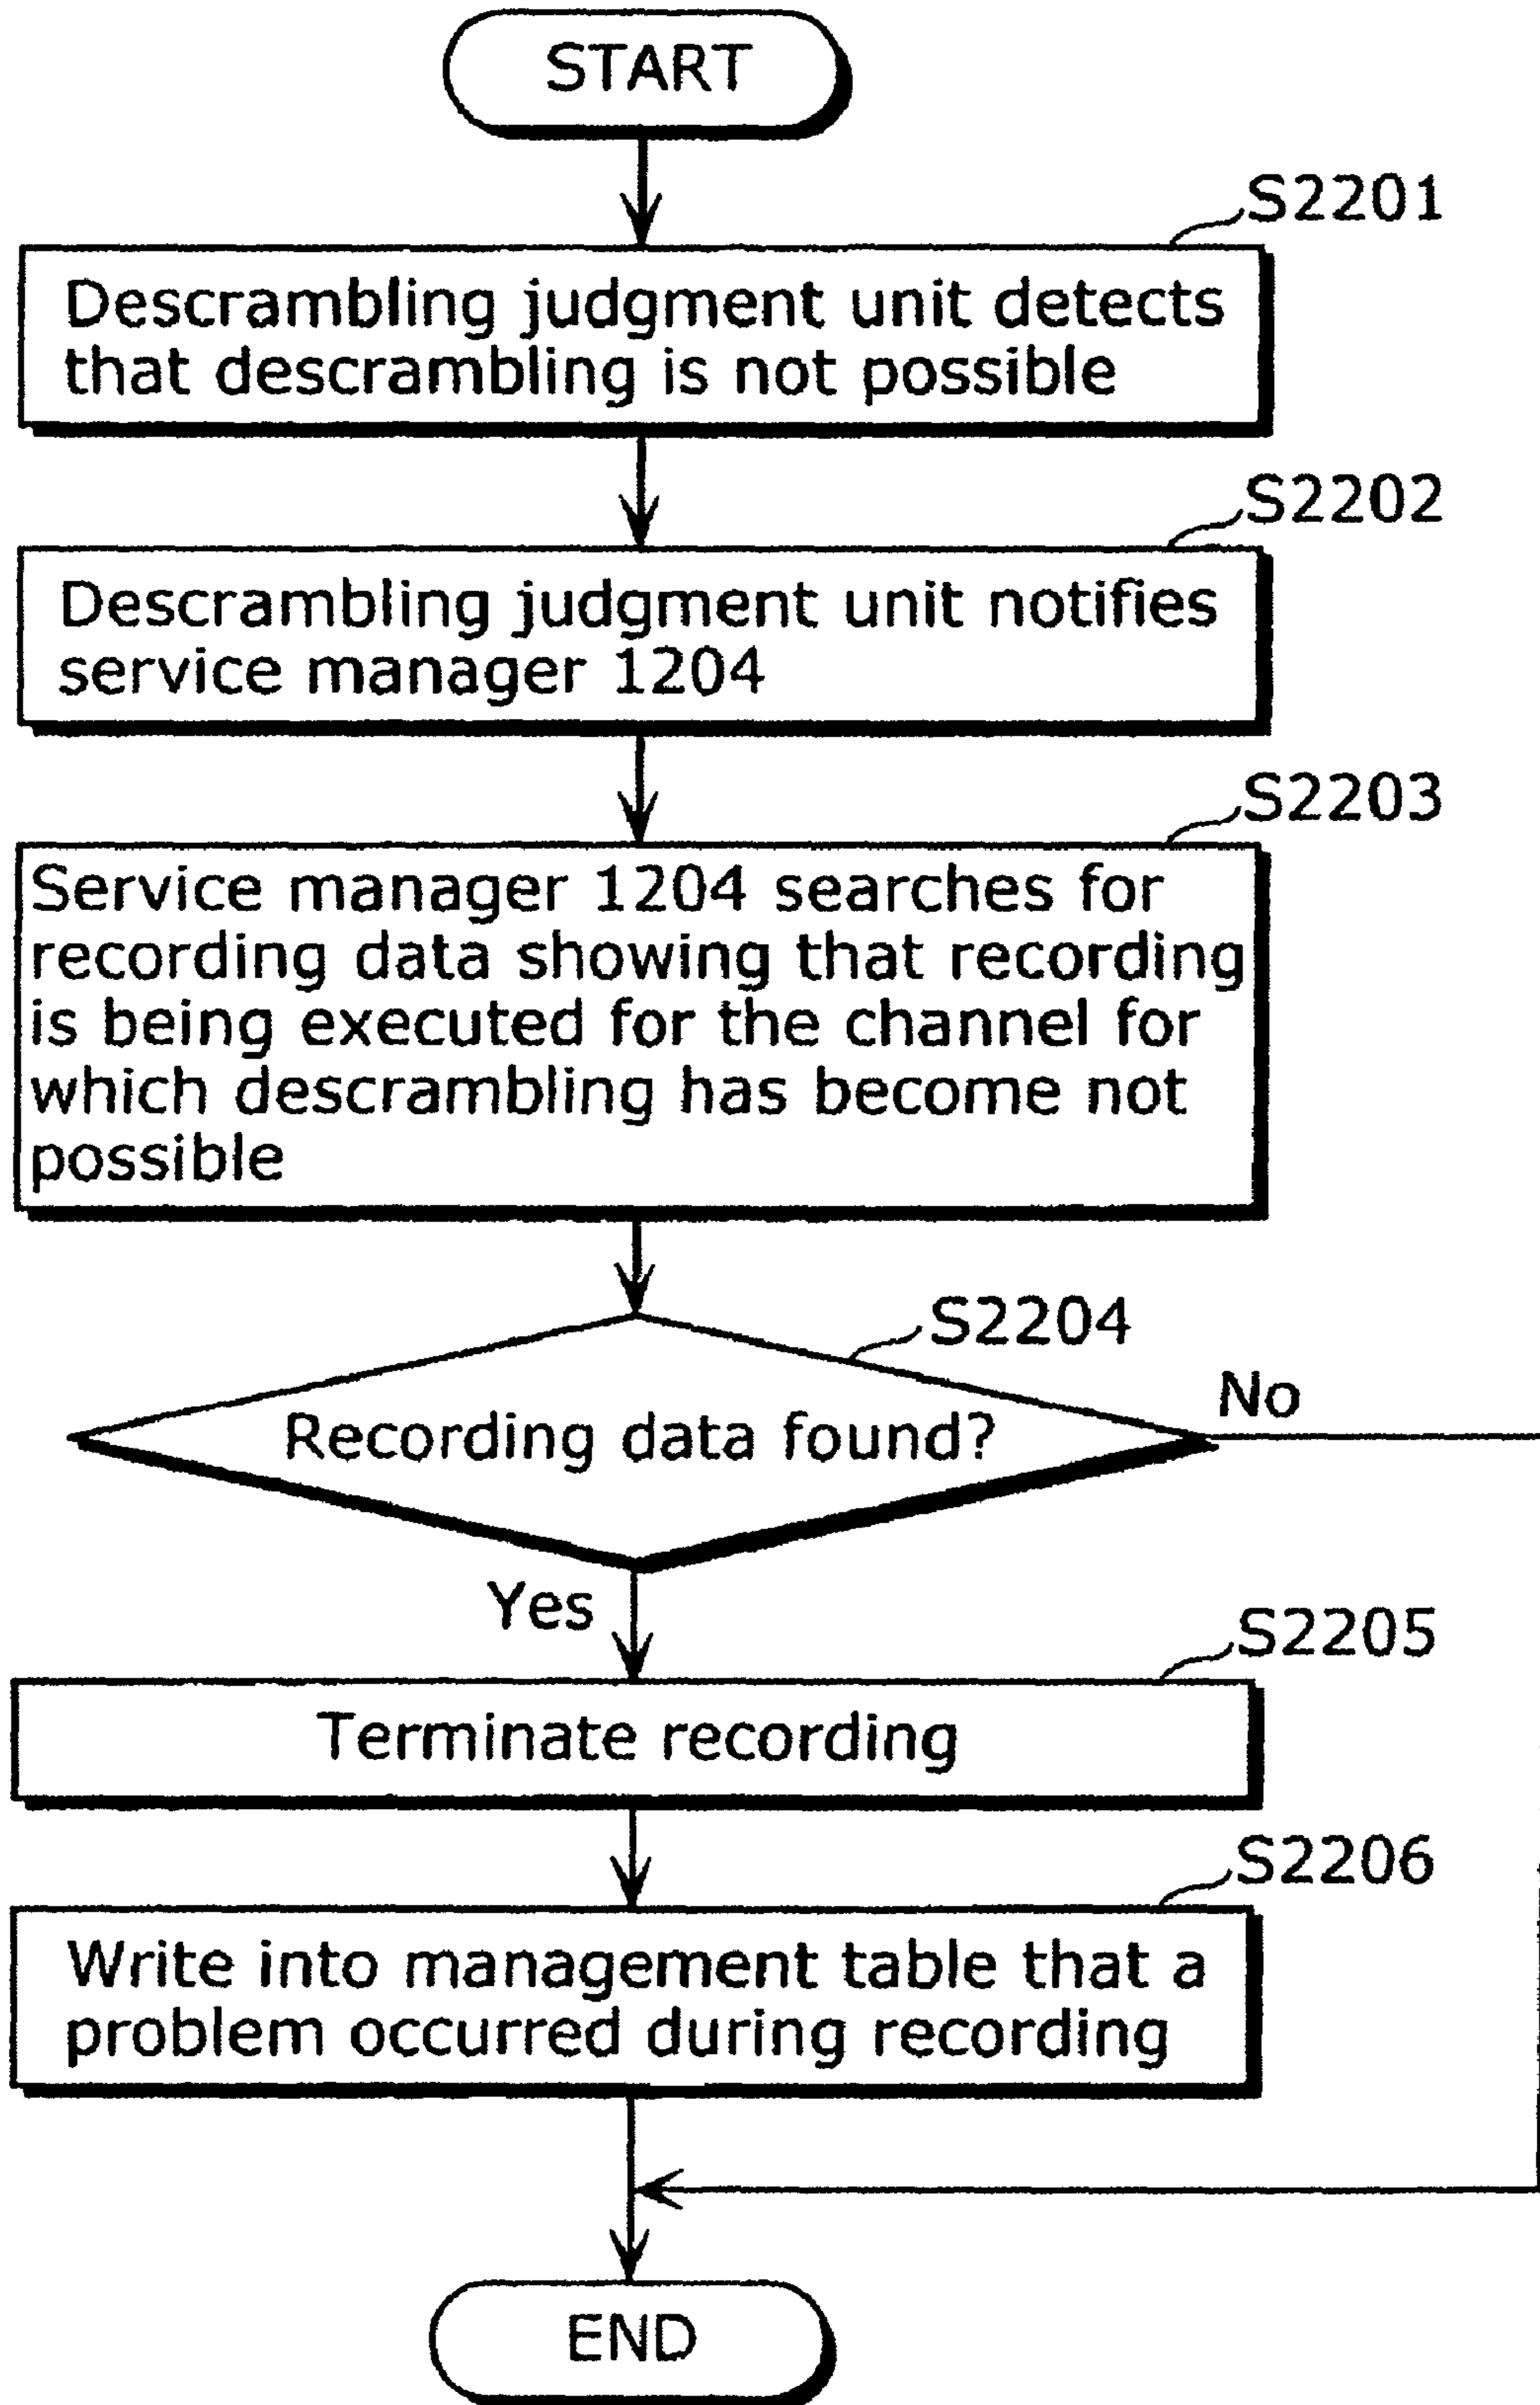 START
S2201
Descrambling judgment unit detects
that descrambling is not possible
S2202
Descrambling judgment unit notifies
service manager 1204
S2203
Service manager 1204 searches for
recording data showing that recording
is being executed for the channel for
which descrambling has become not
possible
S2204
No
Recording data found?
Yes
S2205
Terminate recording
S2206
Write into management table that a
problem occurred during recording
END